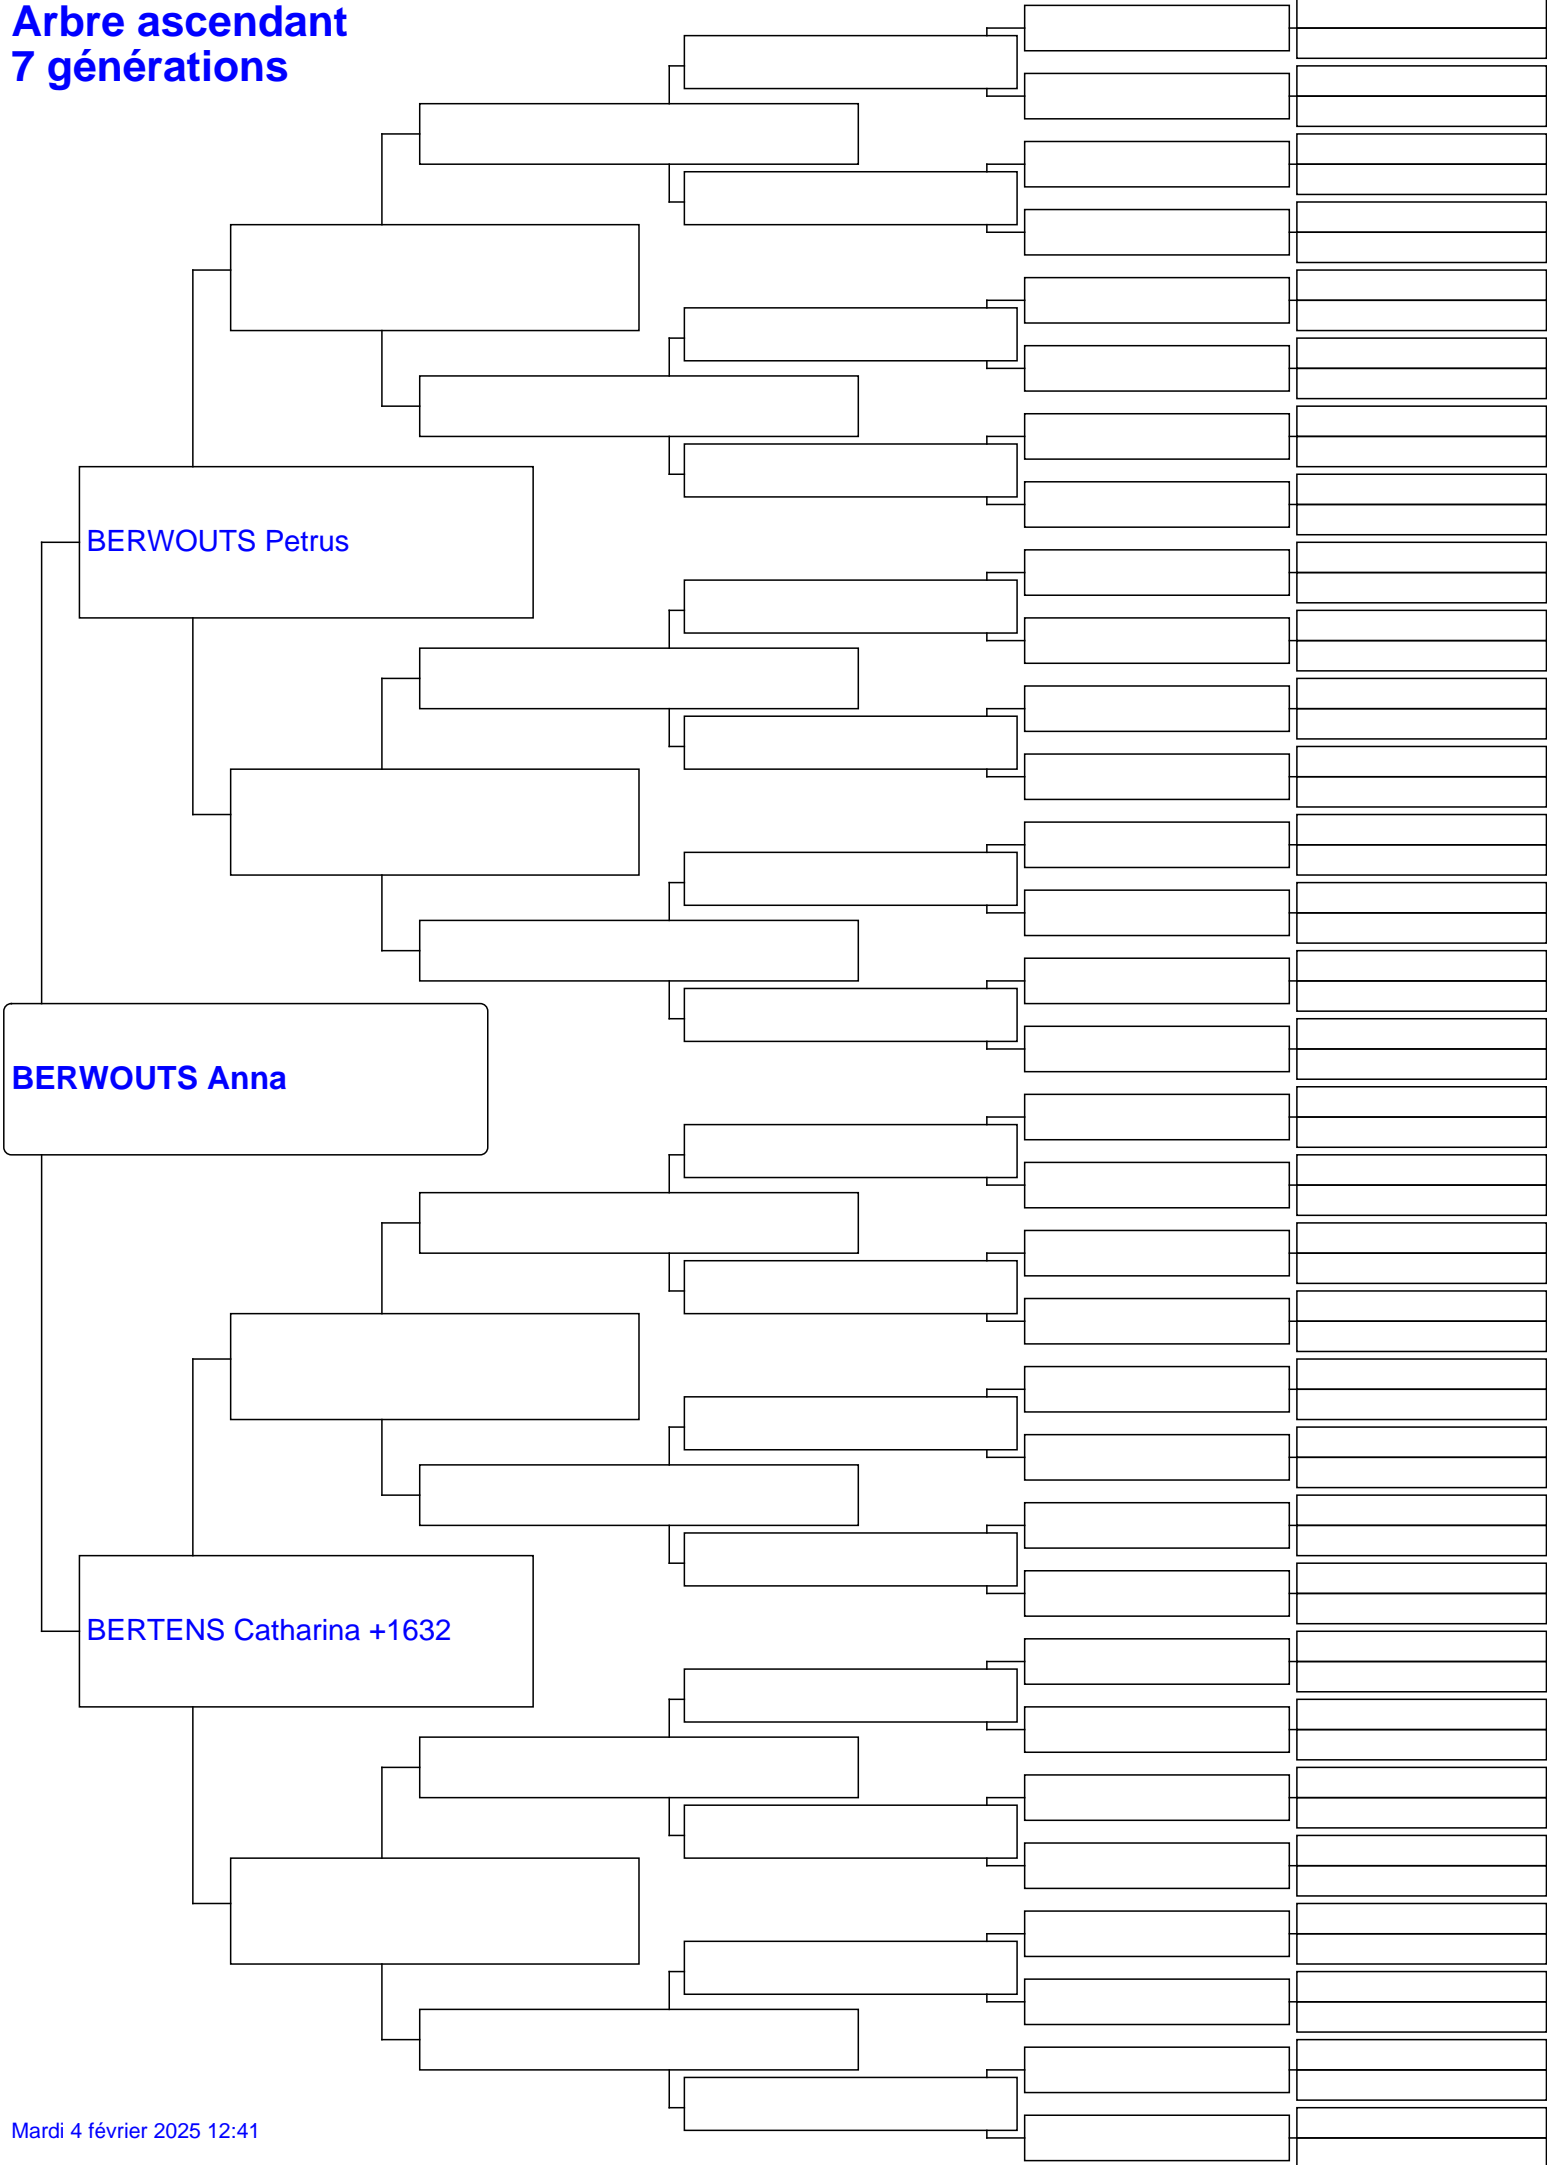 Arbre ascendant
7 générations
BERWOUTS Petrus
BERWOUTS Anna
BERTENS Catharina +1632
Mardi 4 février 2025 12:41